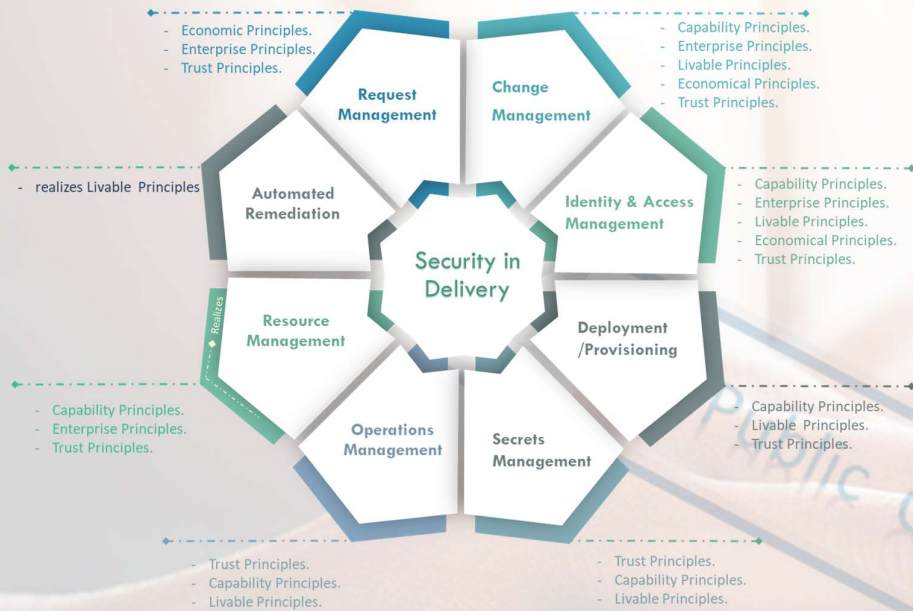 - Economic Principles.
- Enterprise Principles.
- Trust Principles.
- Capability Principles.
- Enterprise Principles.
- Livable Principles.
- Economical Principles.
- Trust Principles.
Request
Management
Change
Management
- realizes Livable Principles
Automated
Remediation
Identity & Access
Management
- Capability Principles.
- Enterprise Principles.
- Livable Principles.
- Economical Principles.
- Trust Principles.
Security in
Delivery
Realizes
Resource
Management
Deployment
/Provisioning
- Capability Principles.
- Enterprise Principles.
- Trust Principles.
- Capability Principles.
- Livable Principles.
- Trust Principles.
Operations
Management
Secrets
Management
Public
- Trust Principles.
- Capability Principles.
- Livable Principles.
- Trust Principles.
- Capability Principles.
- Livable Principles.